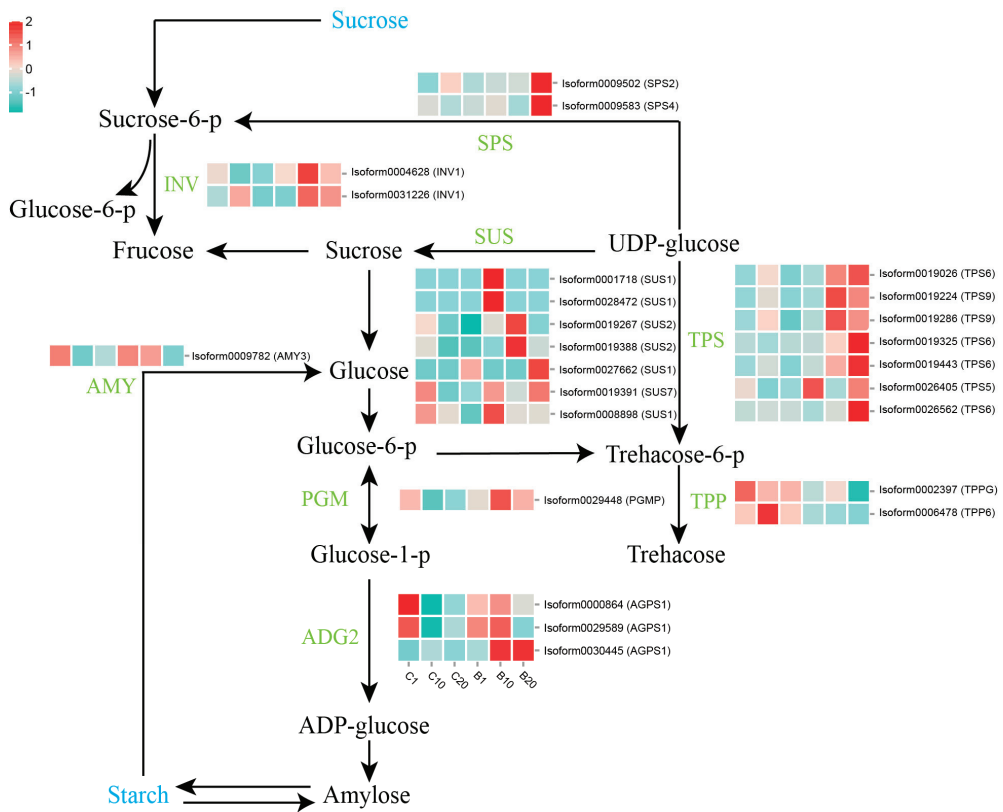 Sucrose
2
1
0
-1
Isoform0009502 (SPS2)
Isoform0009583 (SPS4)
Sucrose-6-p
SPS
INV
Isoform0004628 (INV1)
Isoform0031226 (INV1)
Glucose-6-p
Frucose
Sucrose
SUS
UDP-glucose
Isoform0001718 (SUS1)
Isoform0028472 (SUS1)
Isoform0019267 (SUS2)
Isoform0019388 (SUS2)
Isoform0027662 (SUS1)
Isoform0019391 (SUS7)
Isoform0008898 (SUS1)
TPS
Isoform0019026 (TPS6)
Isoform0019224 (TPS9)
Isoform0019286 (TPS9)
Isoform0019325 (TPS6)
Isoform0019443 (TPS6)
Isoform0026405 (TPS5)
Isoform0026562 (TPS6)
Isoform0009782 (AMY3)
AMY
Glucose
Glucose-6-p
Trehacose-6-p
PGM
Isoform0029448 (PGMP)
TPP
Isoform0002397 (TPPG)
Isoform0006478 (TPP6)
Glucose-1-p
Trehacose
ADG2
Isoform0000864 (AGPS1)
Isoform0029589 (AGPS1)
Isoform0030445 (AGPS1)
C1
C10
C20
B1
B10
B20
ADP-glucose
Starch
Amylose